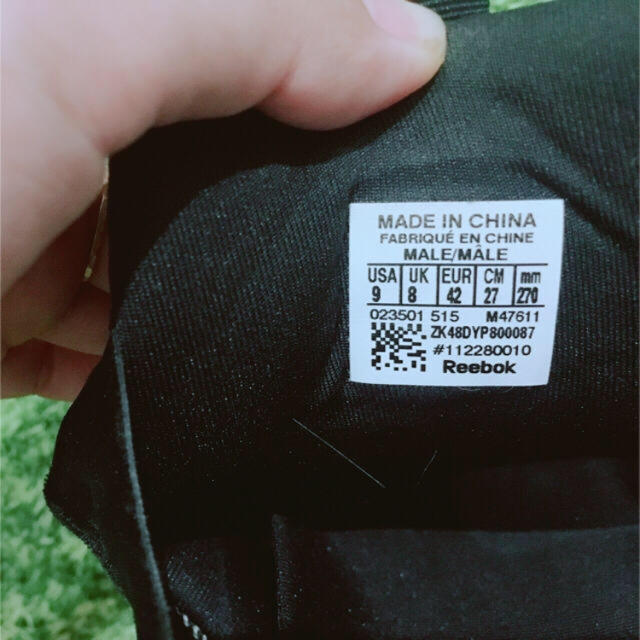 MADE IN CHINA
FABRIQUÉ EN CHINE
MALE/MÂLE
USA UK EUR CM mm
9 8 42 27 270
023501 515 M47611
ZK48DYP800087
#112280010
Reebok